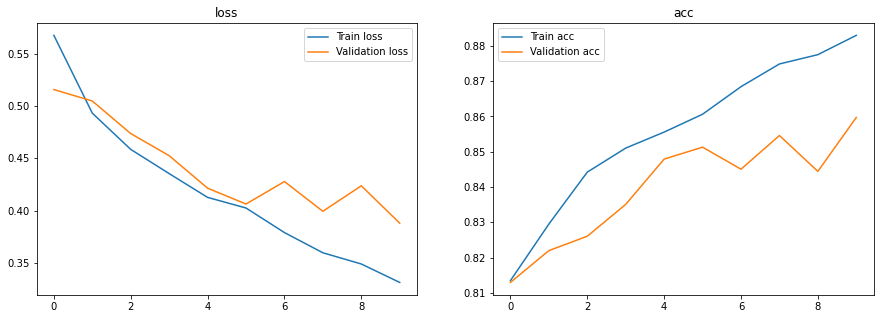 loss
Train loss
Validation loss
0.55
0.50
0.45
0.40
0.35
0 2 4 6 8
acc
Train acc
Validation acc
0.88
0.87
0.86
0.85
0.84
0.83
0.82
0.81
0 2 4 6 8